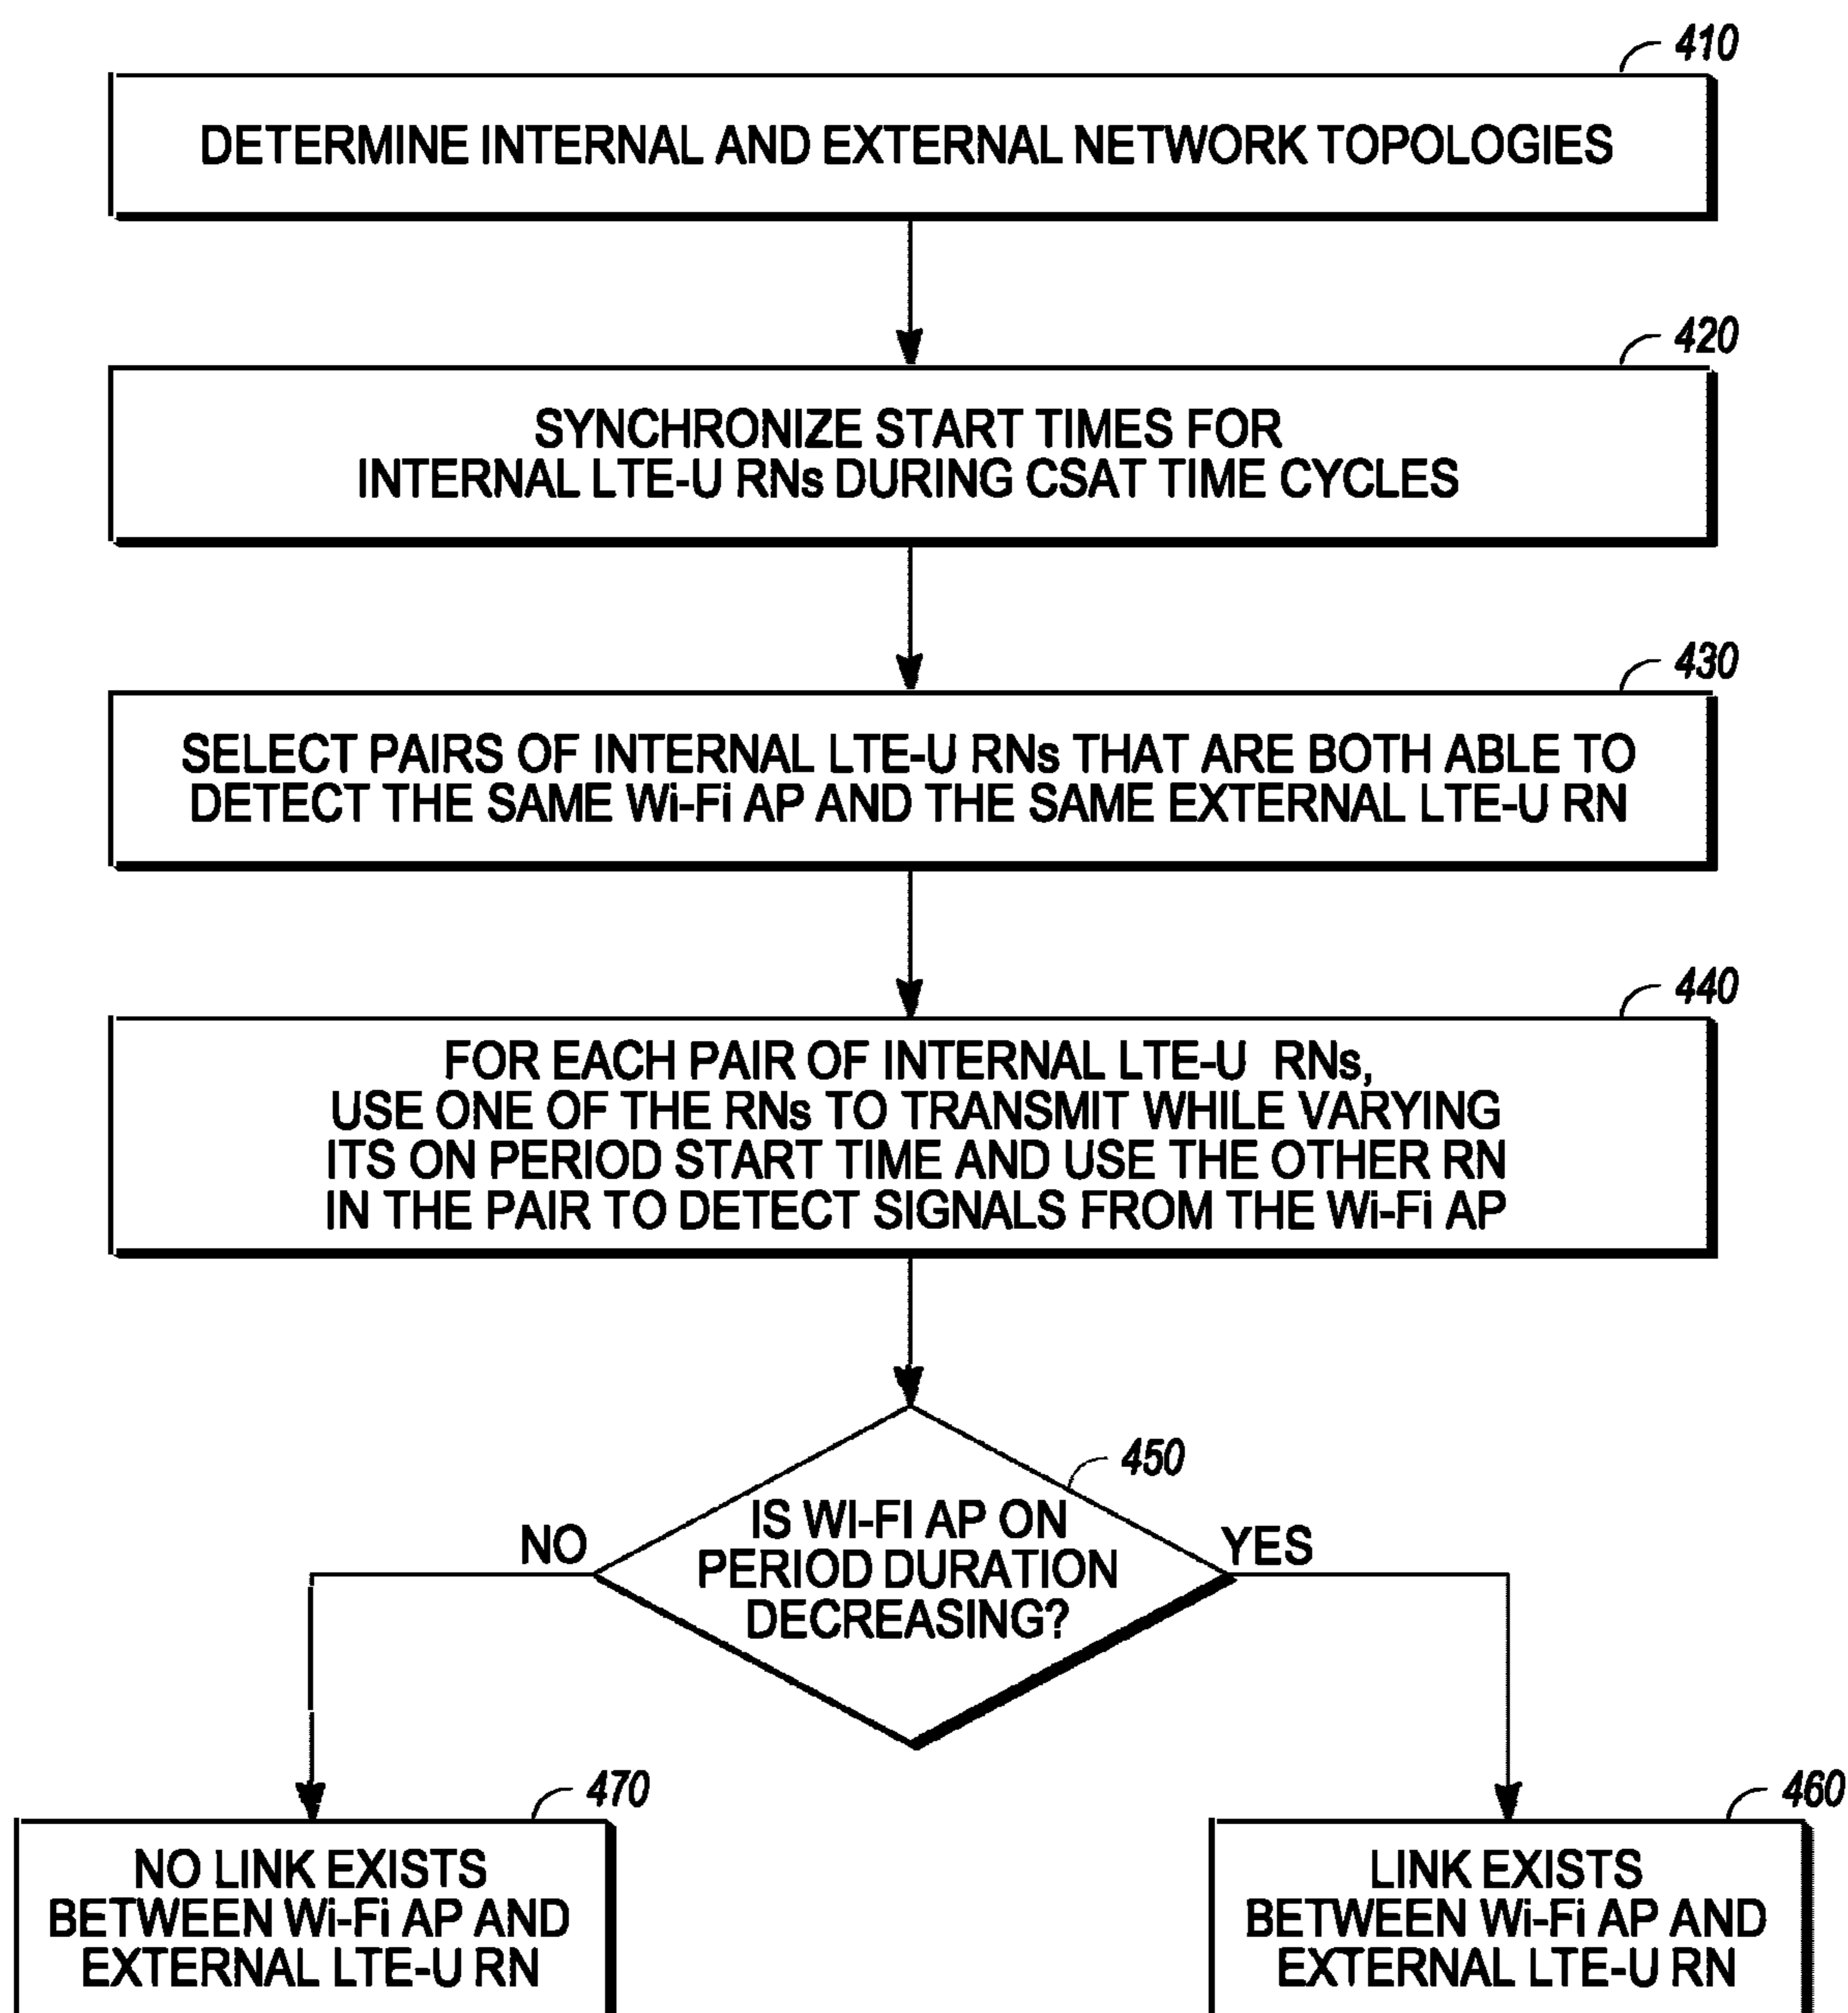 410
DETERMINE INTERNAL AND EXTERNAL NETWORK TOPOLOGIES
420
SYNCHRONIZE START TIMES FOR
INTERNAL LTE-U RNs DURING CSAT TIME CYCLES
430
SELECT PAIRS OF INTERNAL LTE-U RNs THAT ARE BOTH ABLE TO
DETECT THE SAME Wi-Fi AP AND THE SAME EXTERNAL LTE-U RN
440
FOR EACH PAIR OF INTERNAL LTE-U RNs,
USE ONE OF THE RNs TO TRANSMIT WHILE VARYING
ITS ON PERIOD START TIME AND USE THE OTHER RN
IN THE PAIR TO DETECT SIGNALS FROM THE Wi-Fi AP
450
IS WI-FI AP ON
PERIOD DURATION
DECREASING?
NO
YES
470
NO LINK EXISTS
BETWEEN Wi-Fi AP AND
EXTERNAL LTE-U RN
460
LINK EXISTS
BETWEEN Wi-Fi AP AND
EXTERNAL LTE-U RN